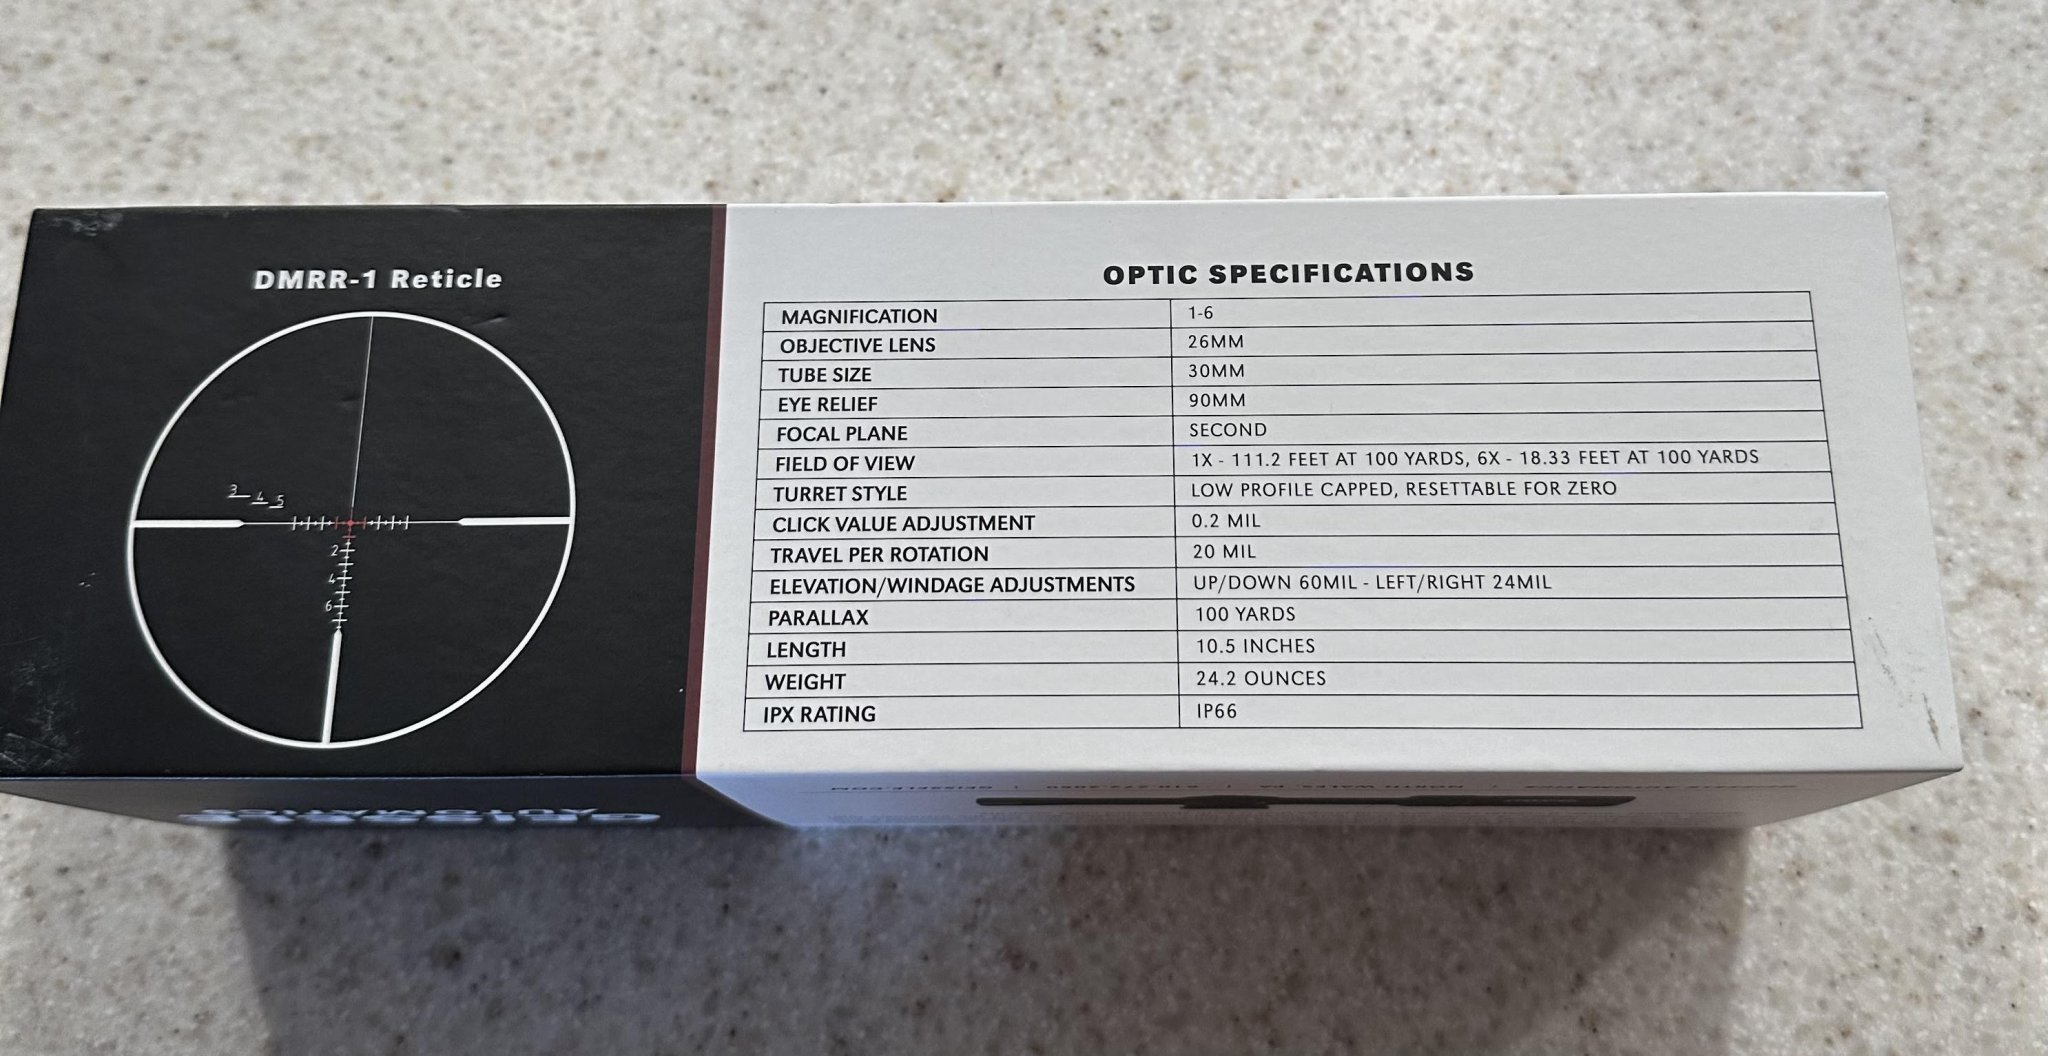 DMRR-1 Reticle
3 4 5
2
4
6
OPTIC SPECIFICATIONS
MAGNIFICATION 1-6
OBJECTIVE LENS 26MM
TUBE SIZE 30MM
EYE RELIEF 90MM
FOCAL PLANE SECOND
FIELD OF VIEW 1X - 111.2 FEET AT 100 YARDS, 6X - 18.33 FEET AT 100 YARDS
TURRET STYLE LOW PROFILE CAPPED, RESETTABLE FOR ZERO
CLICK VALUE ADJUSTMENT 0.2 MIL
TRAVEL PER ROTATION 20 MIL
ELEVATION/WINDAGE ADJUSTMENTS UP/DOWN 60MIL - LEFT/RIGHT 24MIL
PARALLAX 100 YARDS
LENGTH 10.5 INCHES
WEIGHT 24.2 OUNCES
IPX RATING IP66
GEISSELE
AUTOMATICS